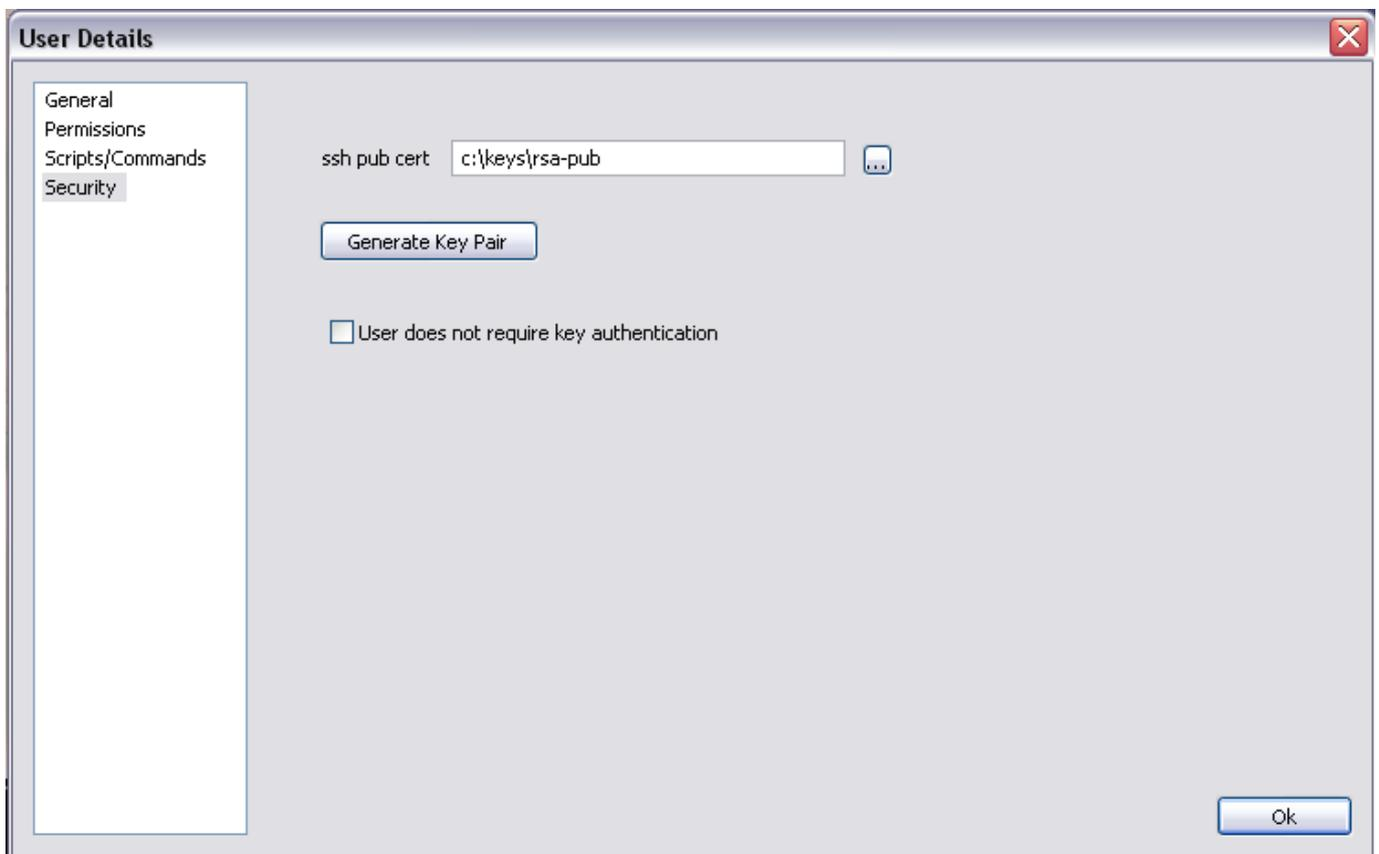 User Details
General
Permissions
Scripts/Commands
Security
ssh pub cert c:\keys\rsa-pub ...
Generate Key Pair
User does not require key authentication
Ok